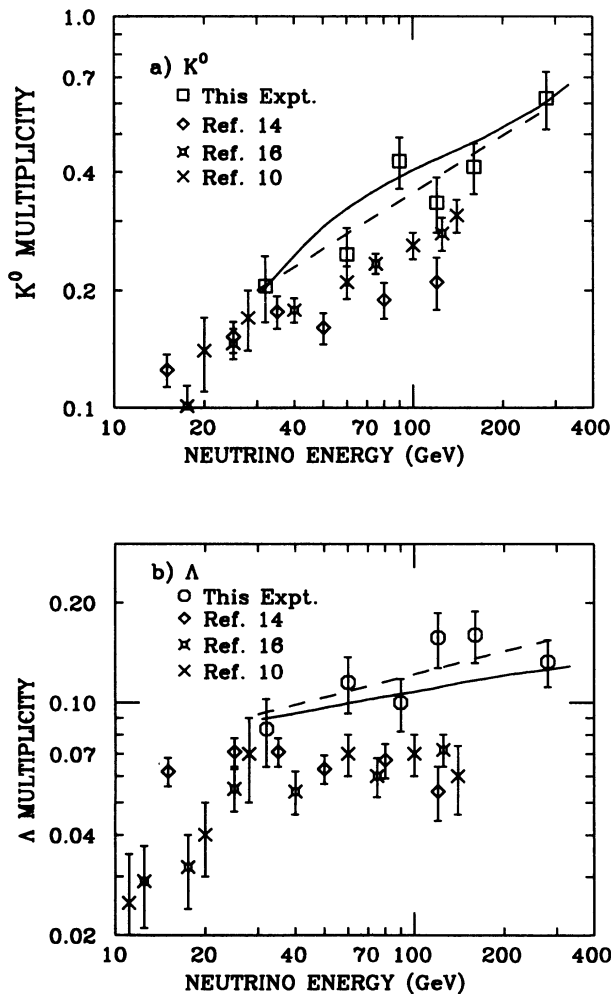 1.0
0.7
0.4
0.2
0.1
K⁰ MULTIPLICITY
a) K⁰
This Expt.
Ref. 14
Ref. 16
Ref. 10
10 20 40 100 200 400
NEUTRINO ENERGY (GeV)
0.20
0.10
0.07
0.04
0.02
Λ MULTIPLICITY
b) Λ
This Expt.
Ref. 14
Ref. 16
Ref. 10
10 20 40 100 200 400
NEUTRINO ENERGY (GeV)